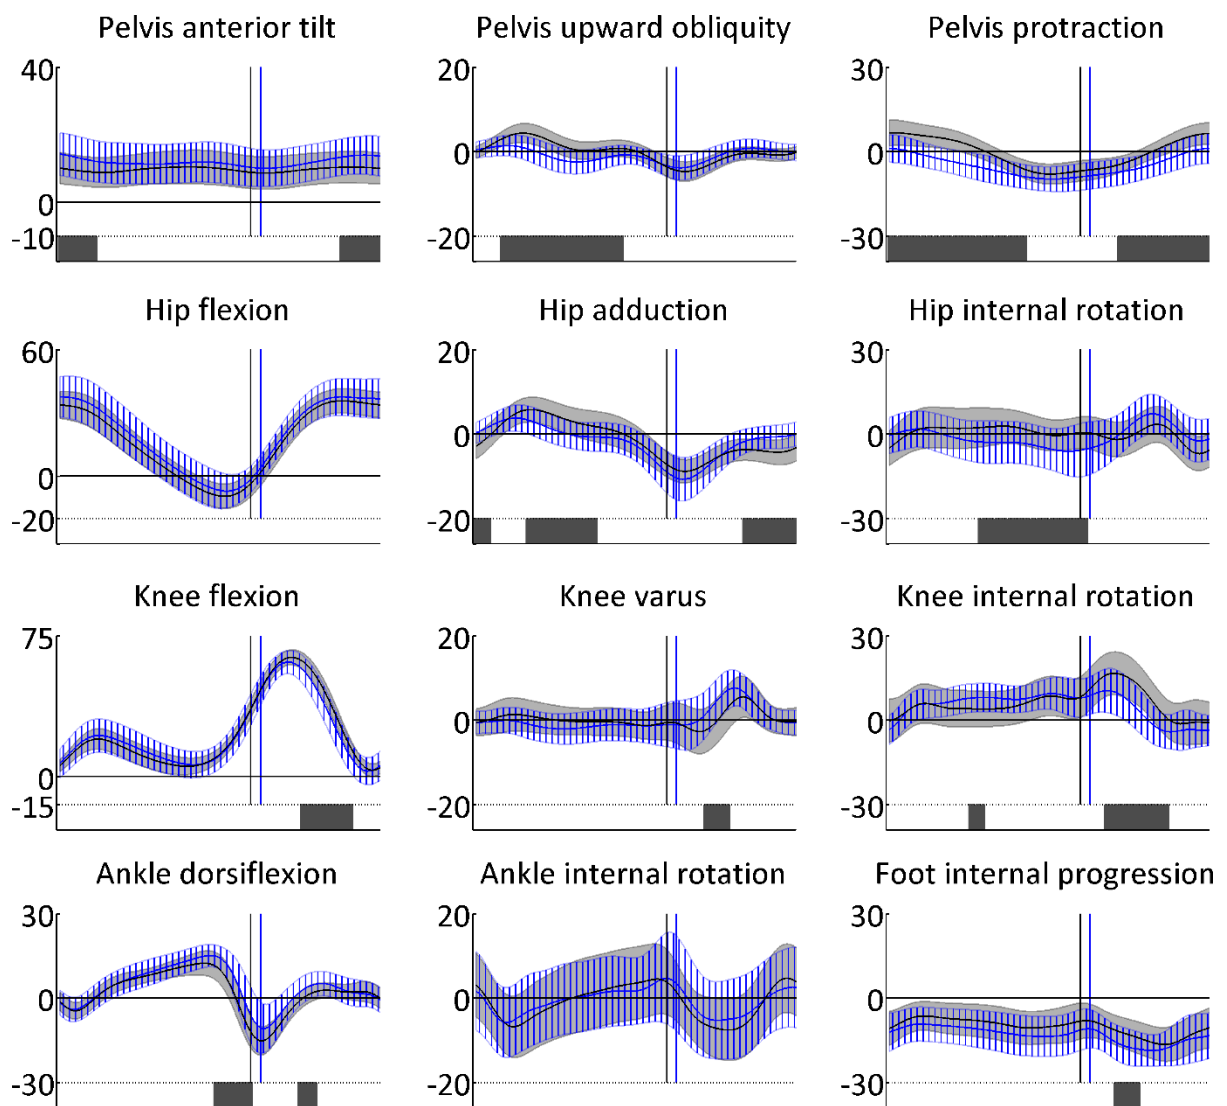 Pelvis anterior tilt Pelvis upward obliquity Pelvis protraction
40 20 30
0 0 0
-10 -20 -30
Hip flexion Hip adduction Hip internal rotation
60 20 30
0 0 0
-20 -20 -30
Knee flexion Knee varus Knee internal rotation
75 20 30
0 0 0
-15 -20 -30
Ankle dorsiflexion Ankle internal rotation Foot internal progression
30 20 30
0 0 0
-30 -20 -30